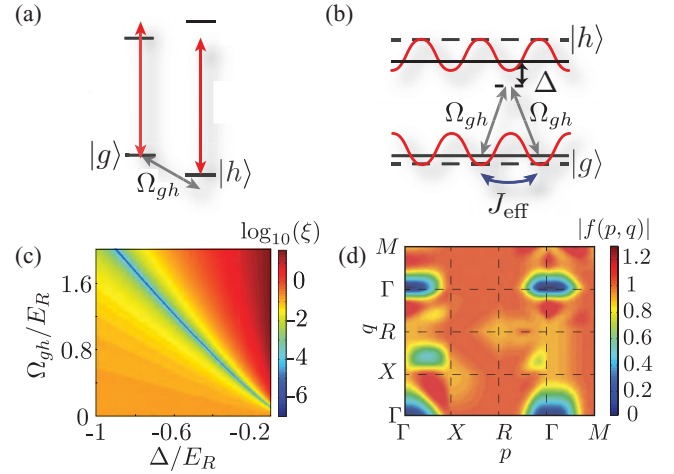 (a)
(b)
|h⟩
Δ
Ω_gh
Ω_gh
|g⟩
J_eff
|g⟩
Ω_gh
|h⟩
(c)
log₁₀(ξ)
Ω_gh/E_R
1.6
0.8
0
-1
-0.6
-0.2
Δ/E_R
0
-2
-4
-6
(d)
|f(p, q)|
q
M
Γ
R
X
Γ
Γ
X
R
Γ
M
p
1.2
1
0.8
0.6
0.4
0.2
0